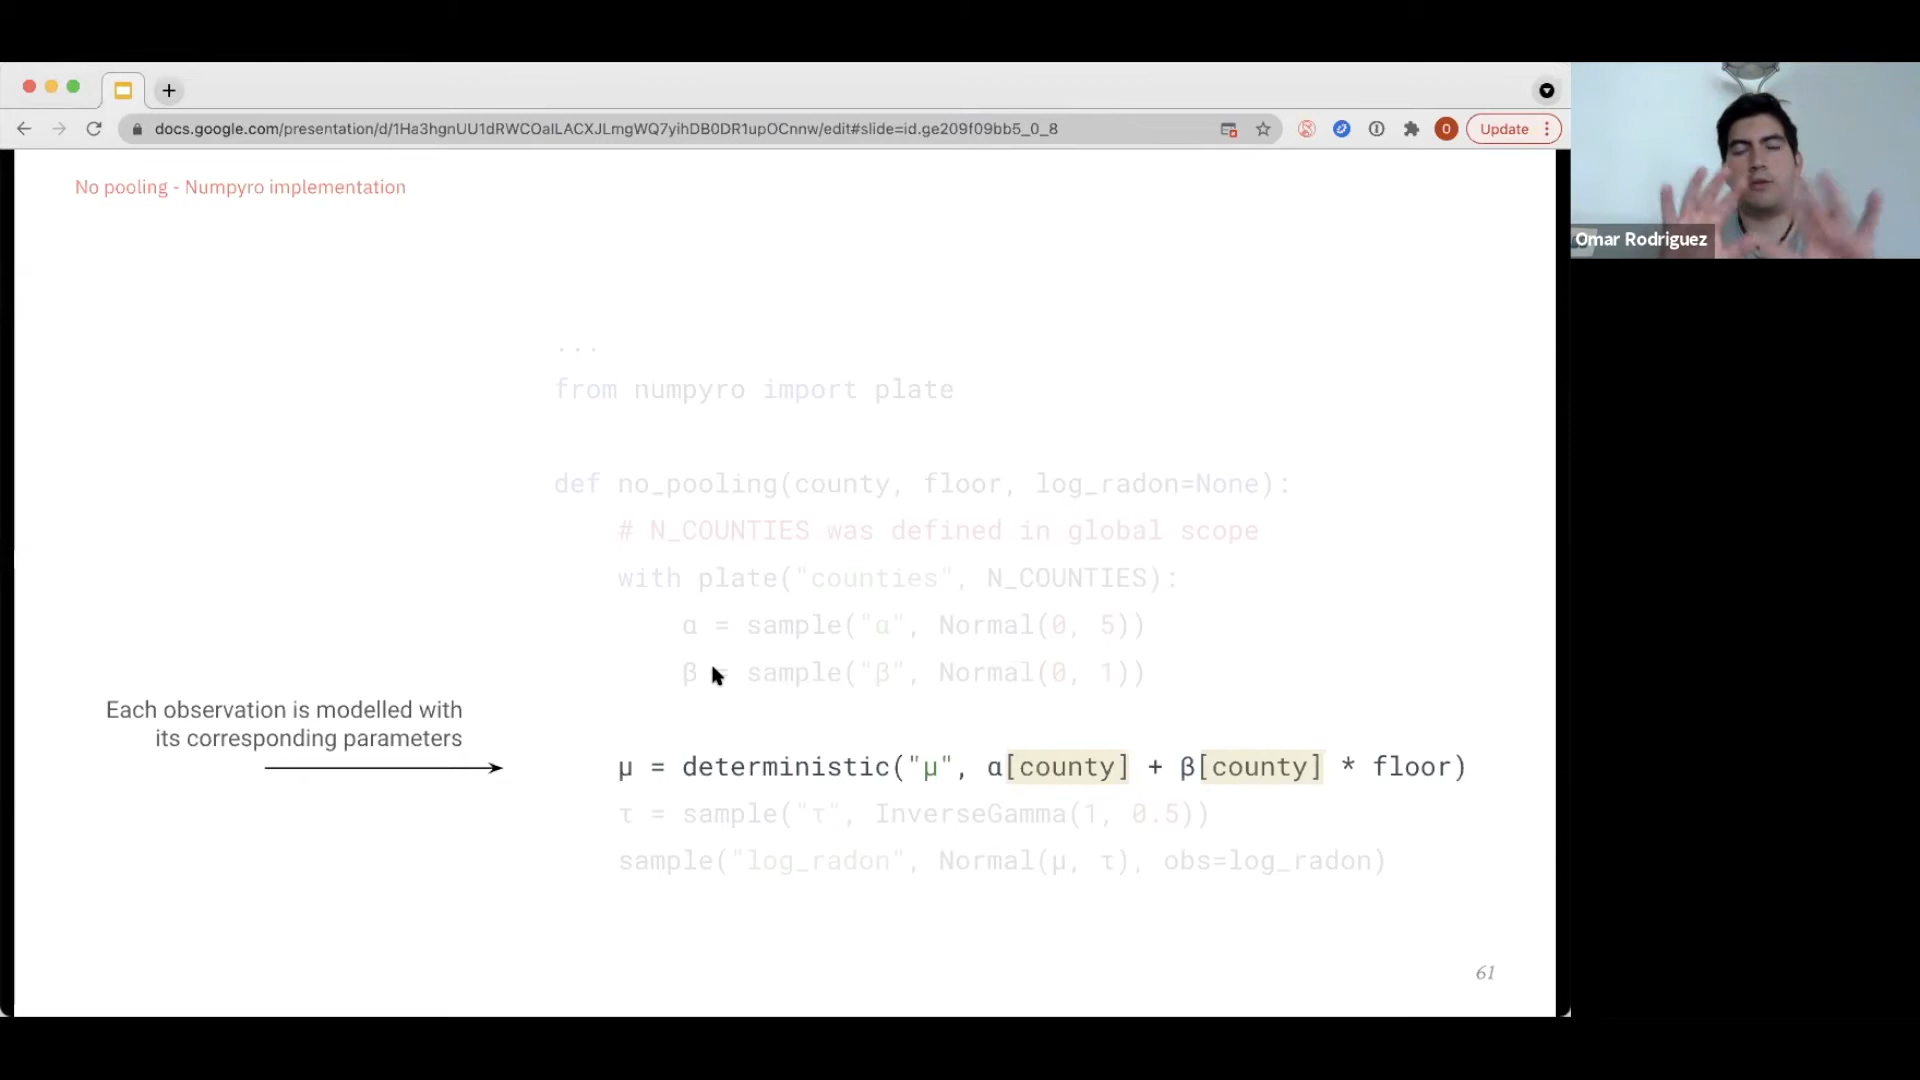 docs.google.com/presentation/d/1Ha3hgnUU1dRWCOalLACXJLmgWQ7yihDB0DR1upOCnnw/edit#slide=id.ge209f09bb5_0_8
O
Update
No pooling - Numpyro implementation
Omar Rodriguez
...
from numpyro import plate
def no_pooling(county, floor, log_radon=None):
# N_COUNTIES was defined in global scope
with plate("counties", N_COUNTIES):
α = sample("α", Normal(0, 5))
β = sample("β", Normal(0, 1))
Each observation is modelled with
its corresponding parameters
μ = deterministic("μ", α[county] + β[county] * floor)
τ = sample("τ", InverseGamma(1, 0.5))
sample("log_radon", Normal(μ, τ), obs=log_radon)
61